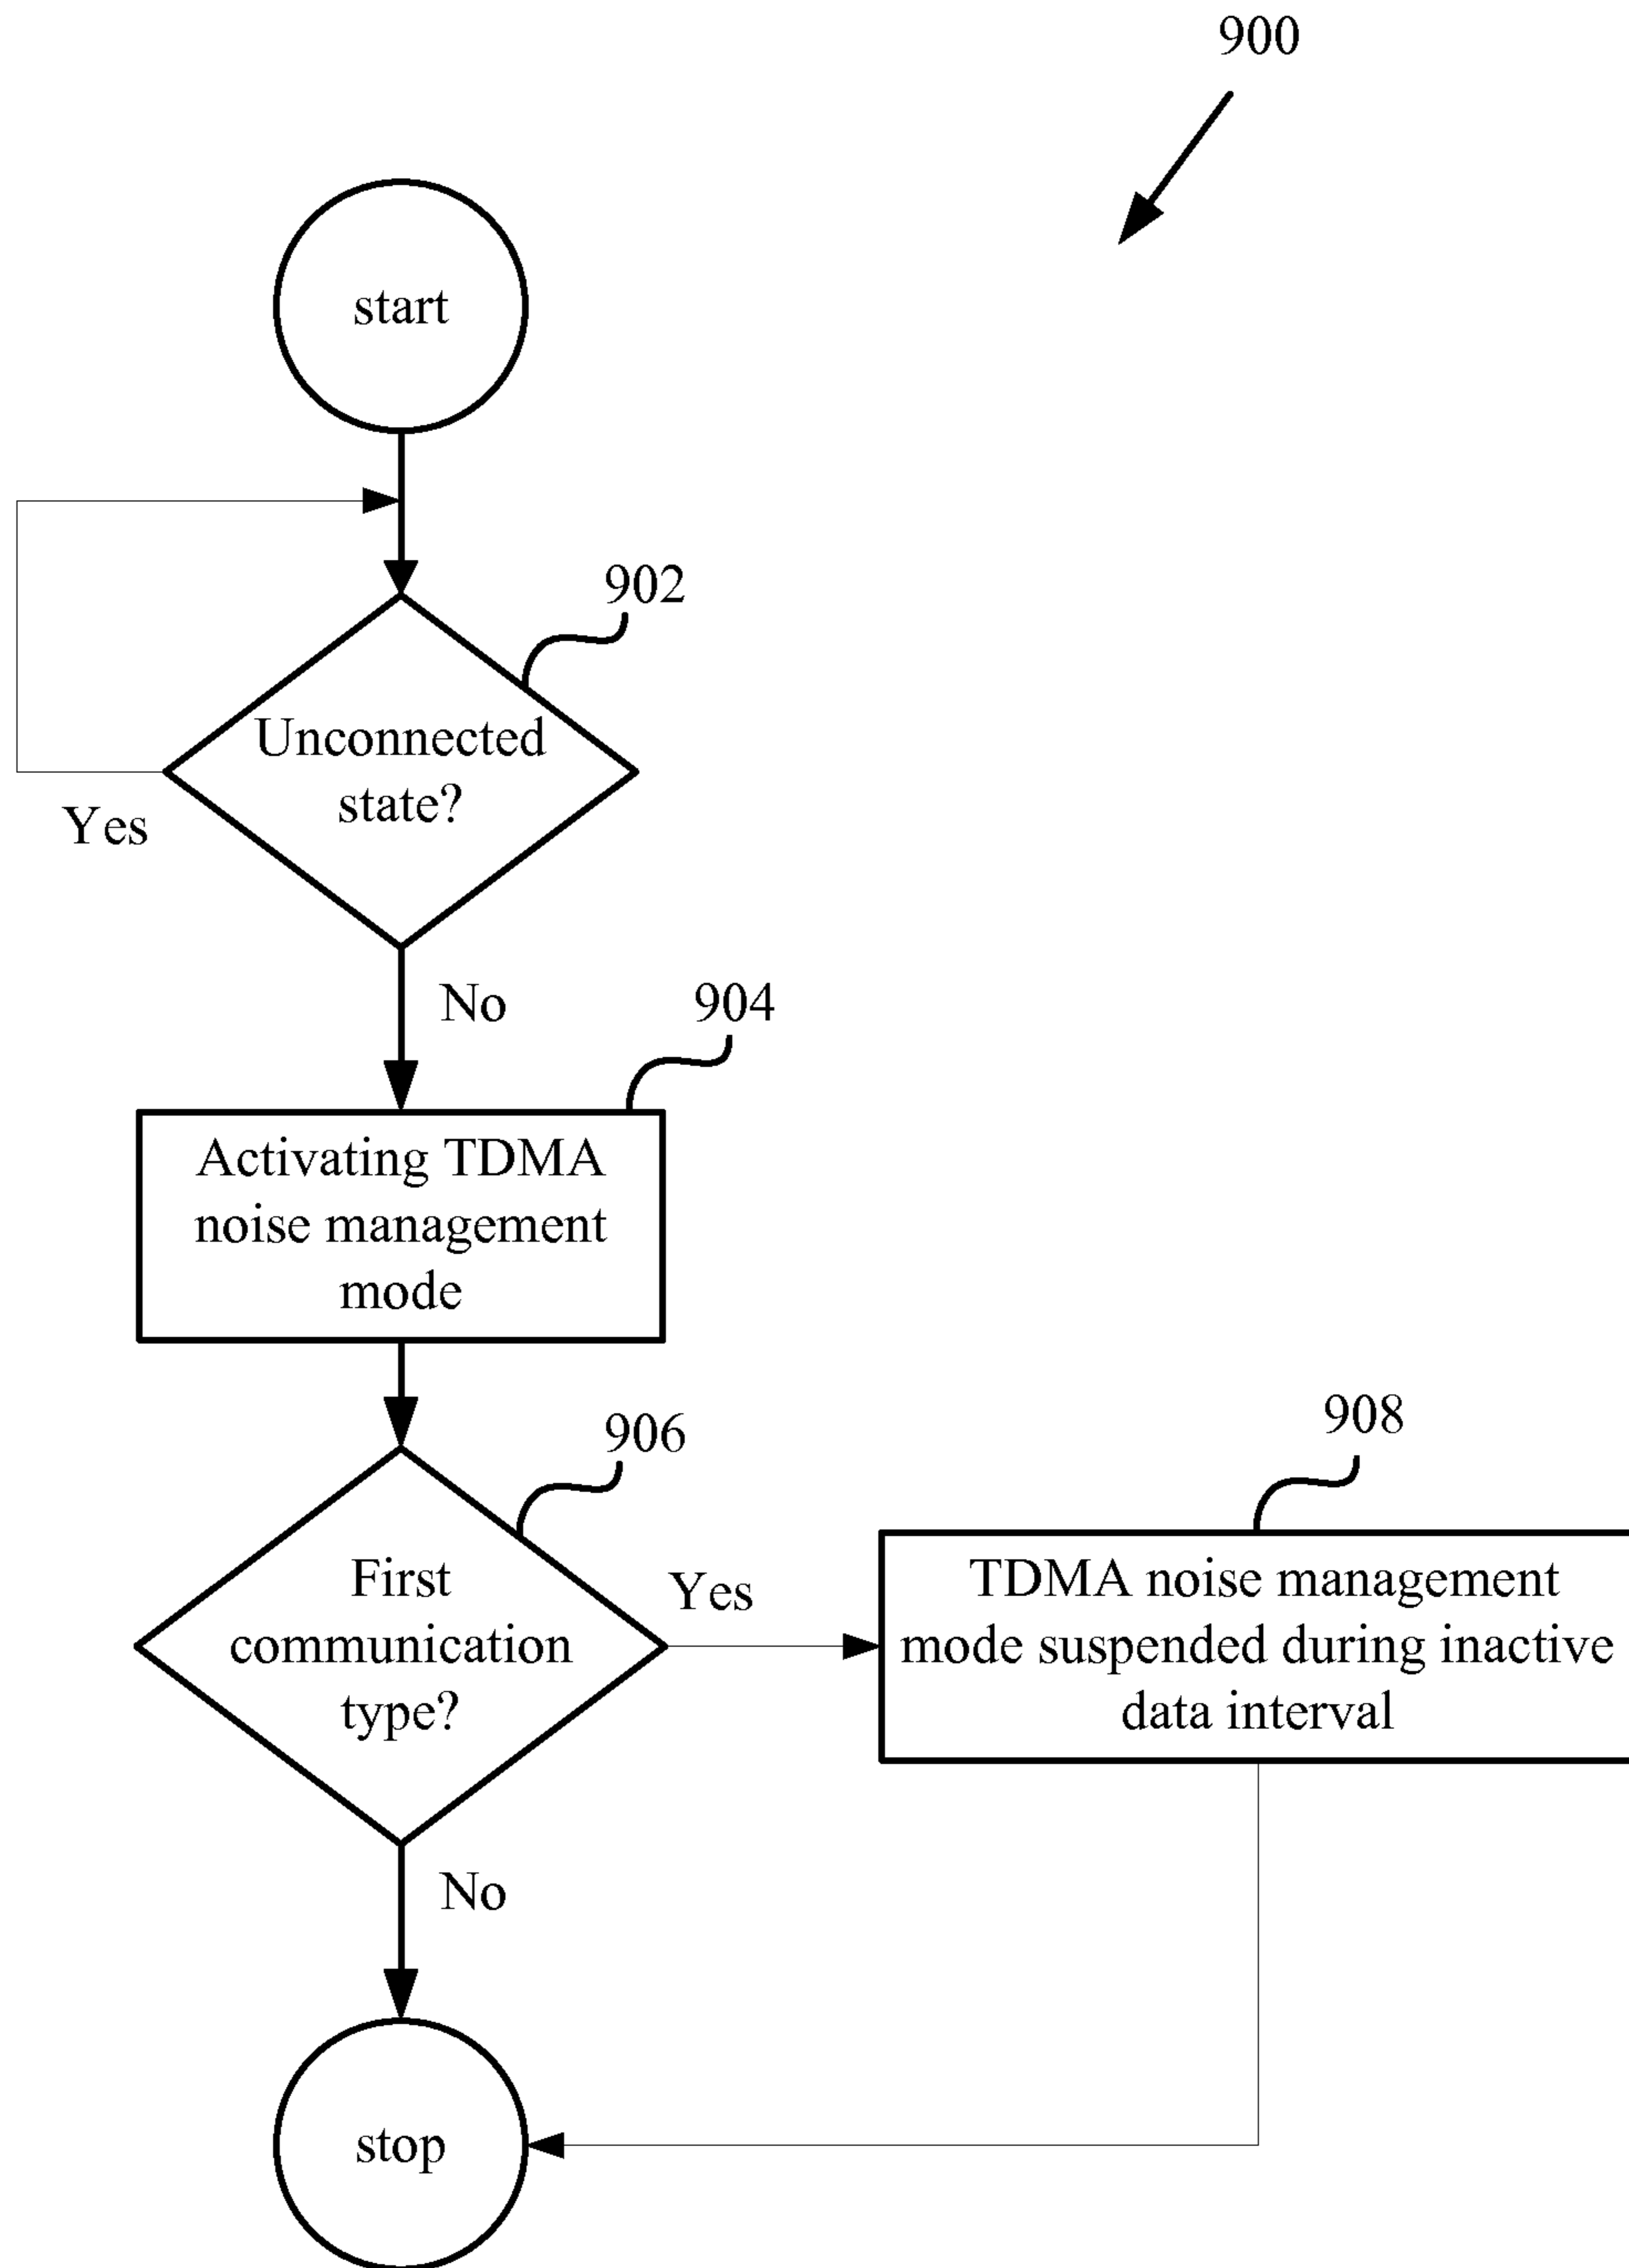 900
start
902
Unconnected
state?
Yes
No
904
Activating TDMA
noise management
mode
906
First
communication
type?
Yes
908
TDMA noise management
mode suspended during inactive
data interval
No
stop